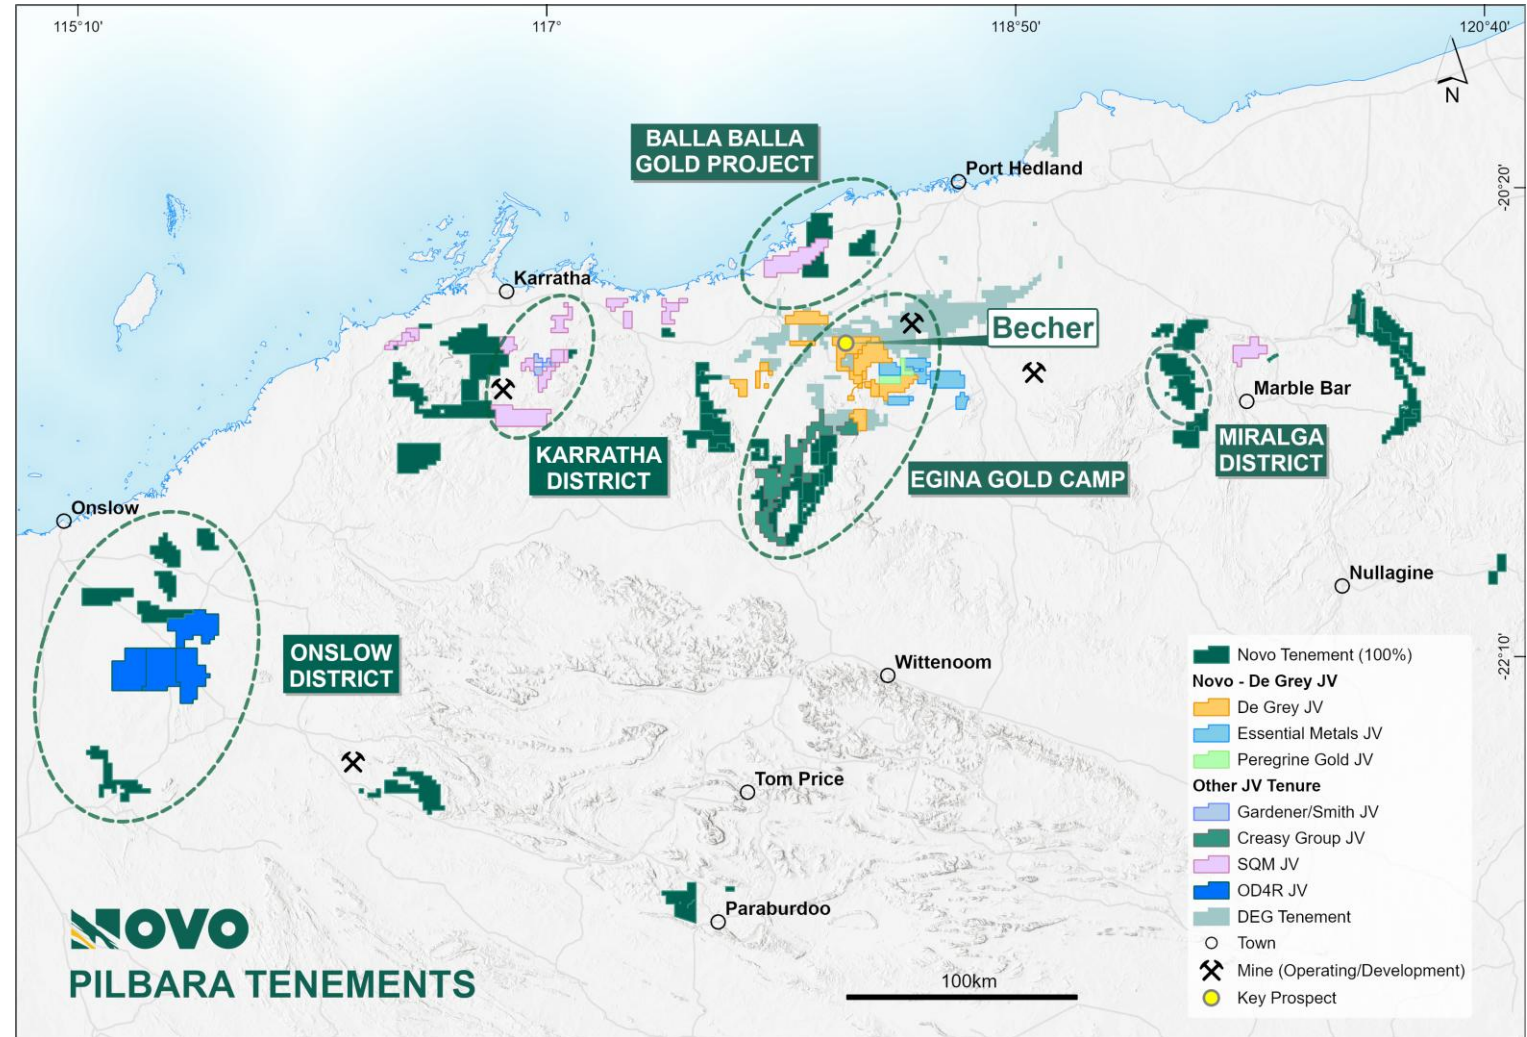 115°10'
117°
118°50'
120°40'
N
BALLA BALLA
GOLD PROJECT
Port Hedland
-20°20'
Karratha
Becher
Marble Bar
KARRATHA
DISTRICT
EGINA GOLD CAMP
MIRALGA
DISTRICT
Onslow
Nullagine
ONSLOW
DISTRICT
Wittenoom
-22°10'
Tom Price
Paraburdoo
Novo Tenement (100%)
Novo - De Grey JV
De Grey JV
Essential Metals JV
Peregrine Gold JV
Other JV Tenure
Gardener/Smith JV
Creasy Group JV
SQM JV
OD4R JV
DEG Tenement
Town
Mine (Operating/Development)
Key Prospect
NOVO
PILBARA TENEMENTS
100km